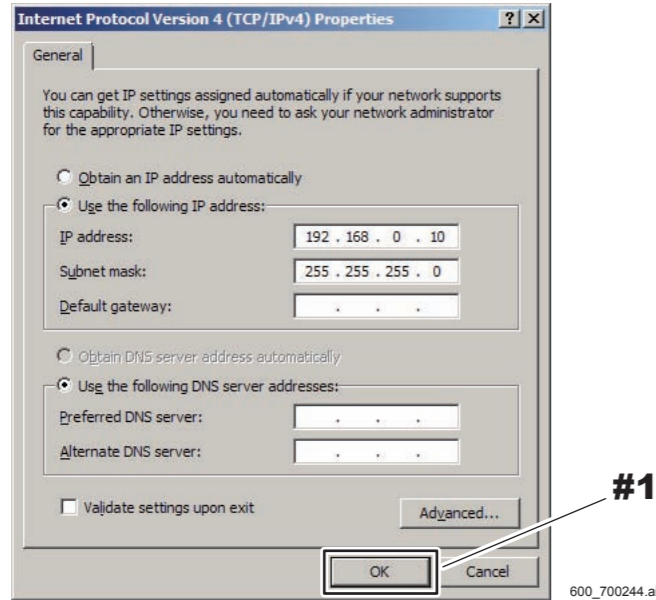 Internet Protocol Version 4 (TCP/IPv4) Properties
General
You can get IP settings assigned automatically if your network supports
this capability. Otherwise, you need to ask your network administrator
for the appropriate IP settings.
Obtain an IP address automatically
Use the following IP address:
IP address: 192 . 168 . 0 . 10
Subnet mask: 255 . 255 . 255 . 0
Default gateway: . . .
Obtain DNS server address automatically
Use the following DNS server addresses:
Preferred DNS server: . . .
Alternate DNS server: . . .
#1
Validate settings upon exit
Advanced...
OK Cancel
600_700244.ai